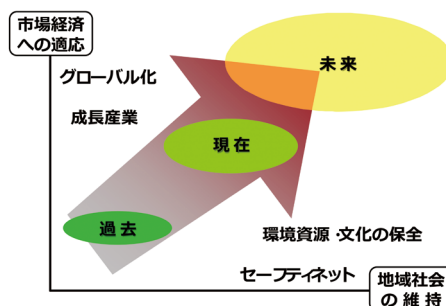 市場経済
への適応
グローバル化
成長産業
未来
現在
過去
環境資源・文化の保全
セーフティネット
地域社会
の維持